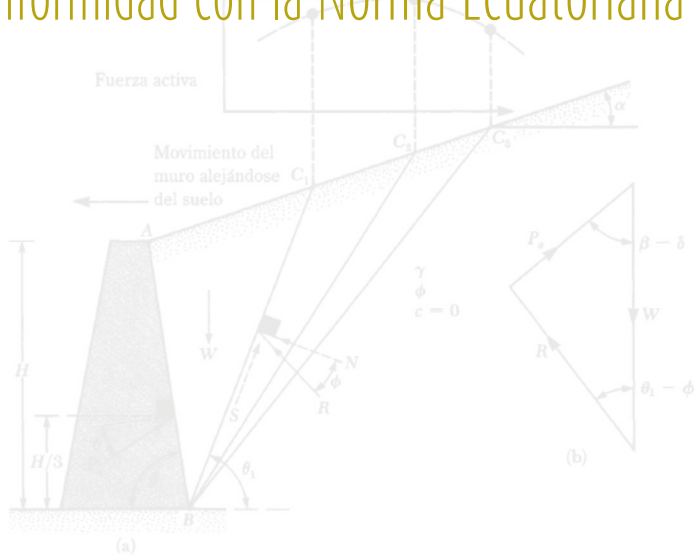 con la Norma Ecuatoriana
Fuerza activa
α
C₂
C₃
Movimiento del
muro alejándose
del suelo
C₁
A
Pₐ
β − δ
γ
ϕ
c = 0
W
W
N
ϕ
H
R
S
R
θ₁ − ϕ
H/3
θ₁
(b)
B
(a)